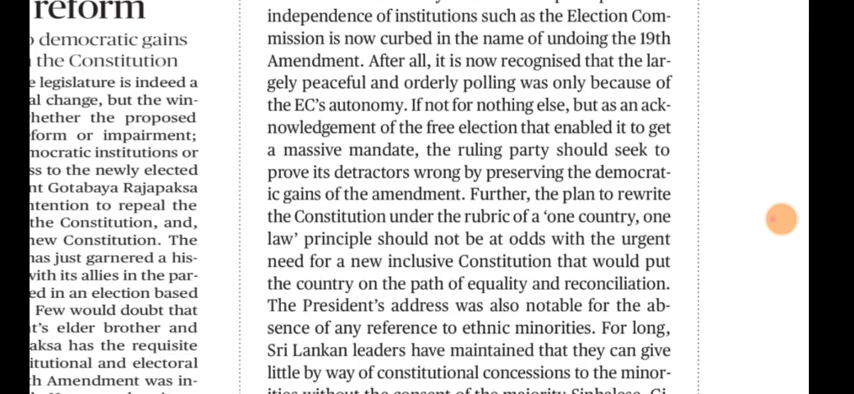 reform
democratic gains
the Constitution
legislature is indeed a
change, but the win-
whether the proposed
form or impairment;
institutions or
to the newly elected
Gotabaya Rajapaksa
to repeal the
the Constitution, and,
new Constitution. The
has just garnered a his-
with its allies in the par-
in an election based
Few would doubt that
elder brother and
has the requisite
and electoral
Amendment was in-
independence of institutions such as the Election Com-
mission is now curbed in the name of undoing the 19th
Amendment. After all, it is now recognised that the lar-
gely peaceful and orderly polling was only because of
the EC's autonomy. If not for nothing else, but as an ack-
nowledgement of the free election that enabled it to get
a massive mandate, the ruling party should seek to
prove its detractors wrong by preserving the democrat-
ic gains of the amendment. Further, the plan to rewrite
the Constitution under the rubric of a ‘one country, one
law’ principle should not be at odds with the urgent
need for a new inclusive Constitution that would put
the country on the path of equality and reconciliation.
The President's address was also notable for the ab-
sence of any reference to ethnic minorities. For long,
Sri Lankan leaders have maintained that they can give
little by way of constitutional concessions to the minor-
ities without the consent of the majority Sinhalese.